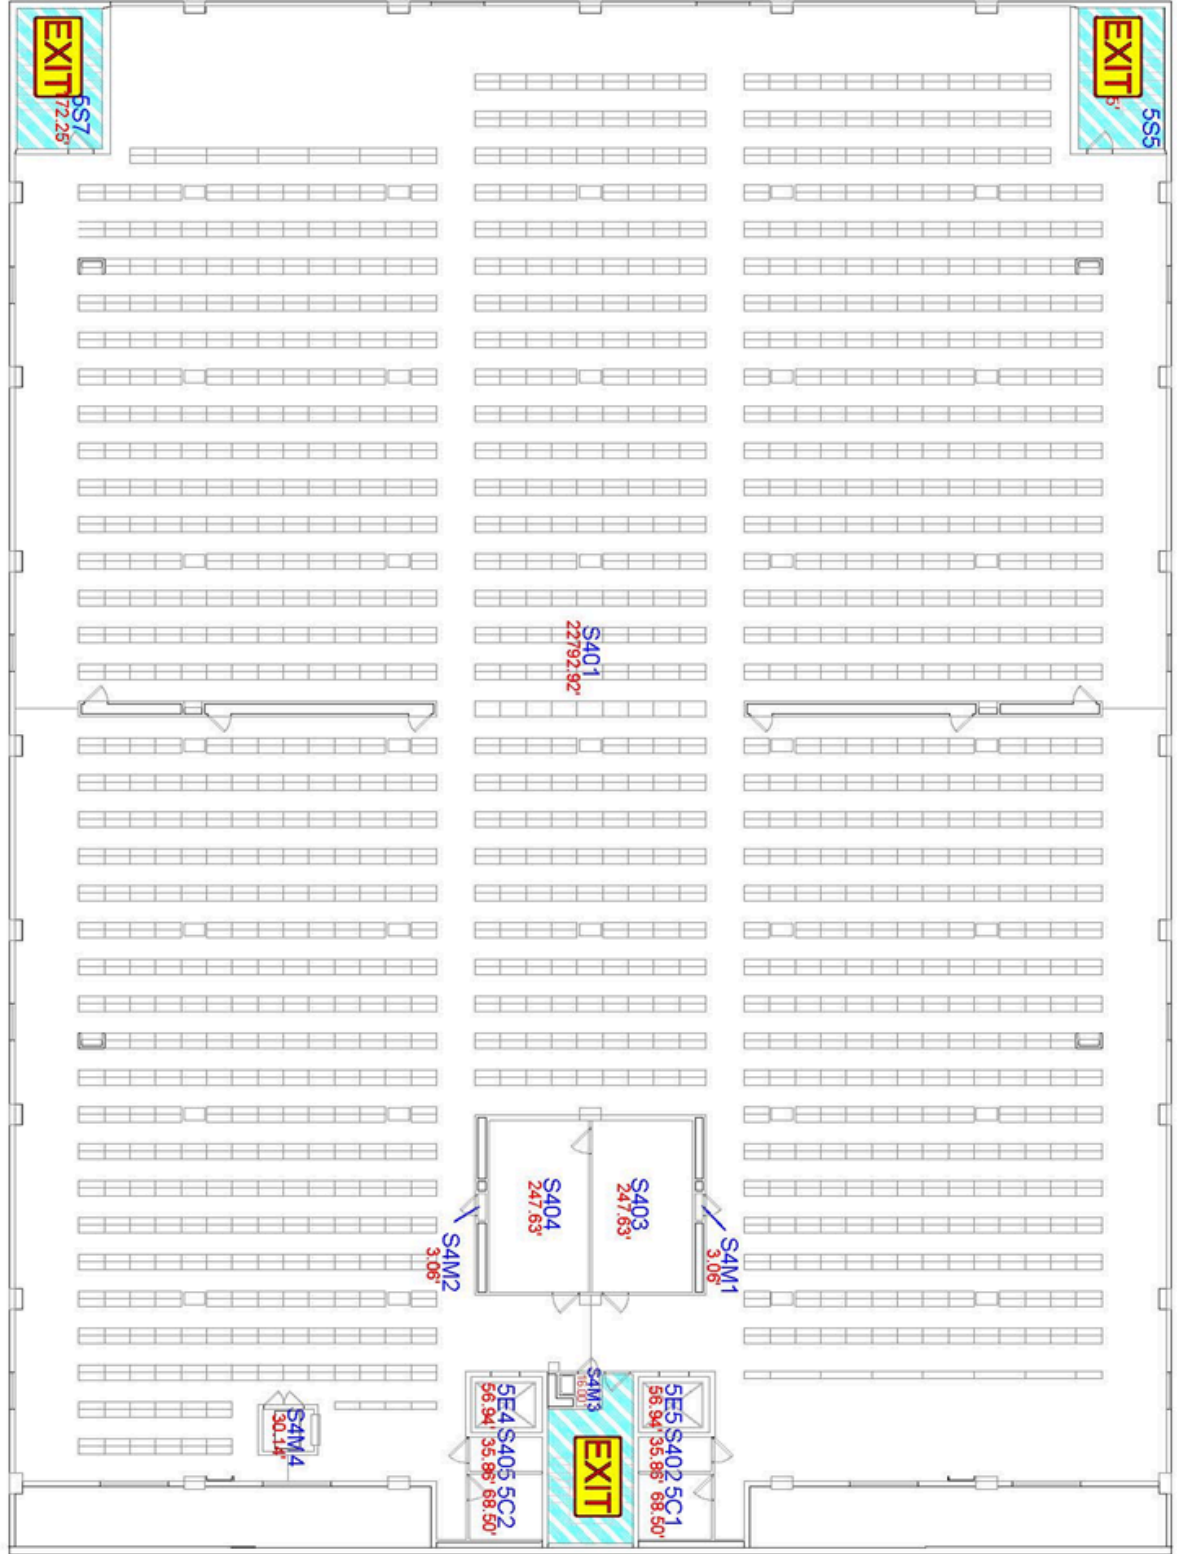 EXIT
5S7
72.25'
EXIT
5S5
S401
22792.92'
S404
247.63'
S403
247.63'
S4M2
3.06'
S4M1
3.06'
S4M3
16.00'
5E4 S405 5C2
56.94' 35.86' 68.50'
5E5 S402 5C1
56.94' 35.86' 68.50'
S4M4
30.14'
EXIT